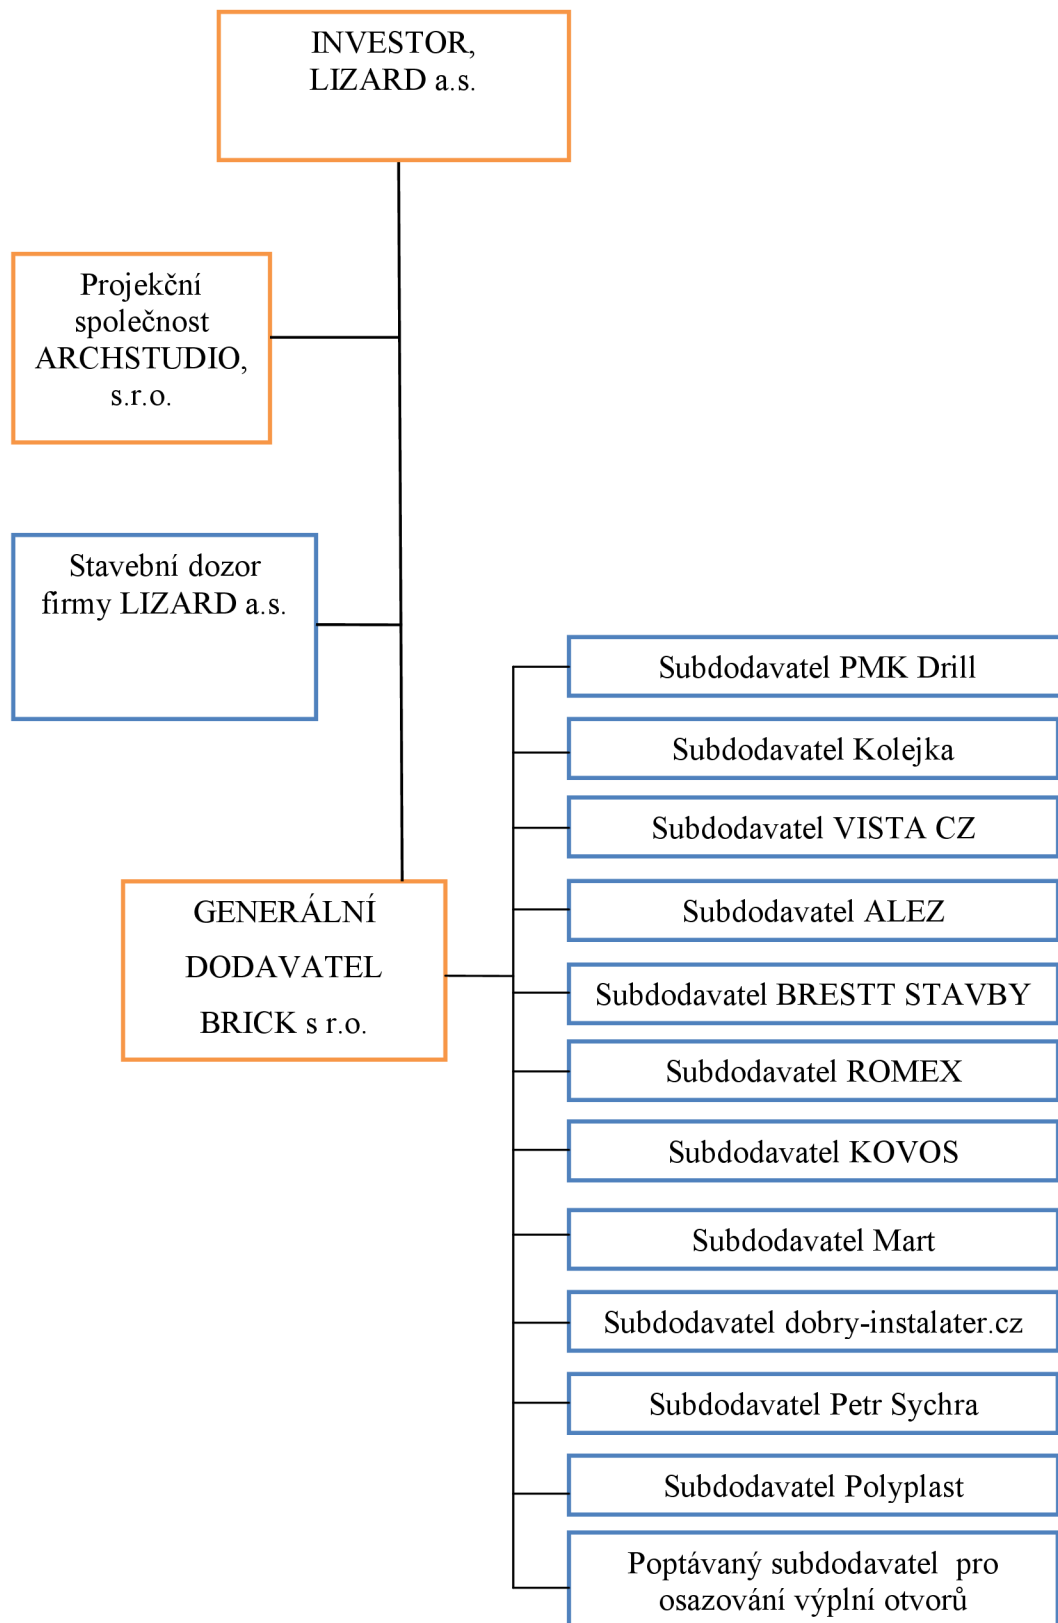 INVESTOR,
LIZARD a.s.
Projekční
společnost
ARCHSTUDIO,
s.r.o.
Stavební dozor
firmy LIZARD a.s.
GENERÁLNÍ
DODAVATEL
BRICK s r.o.
Subdodavatel PMK Drill
Subdodavatel Kolejka
Subdodavatel VISTA CZ
Subdodavatel ALEZ
Subdodavatel BRESTT STAVBY
Subdodavatel ROMEX
Subdodavatel KOVOS
Subdodavatel Mart
Subdodavatel dobry-instalater.cz
Subdodavatel Petr Sychra
Subdodavatel Polyplast
Poptávaný subdodavatel pro
osazování výplní otvorů